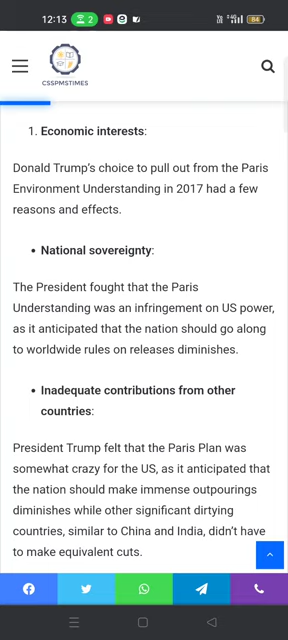 12:13
2
84
CSSPMSTIMES
1. Economic interests:
Donald Trump's choice to pull out from the Paris
Environment Understanding in 2017 had a few
reasons and effects.
• National sovereignty:
The President fought that the Paris
Understanding was an infringement on US power,
as it anticipated that the nation should go along
to worldwide rules on releases diminishes.
• Inadequate contributions from other
countries:
President Trump felt that the Paris Plan was
somewhat crazy for the US, as it anticipated that
the nation should make immense outpourings
diminishes while other significant dirtying
countries, similar to China and India, didn't have
to make equivalent cuts.